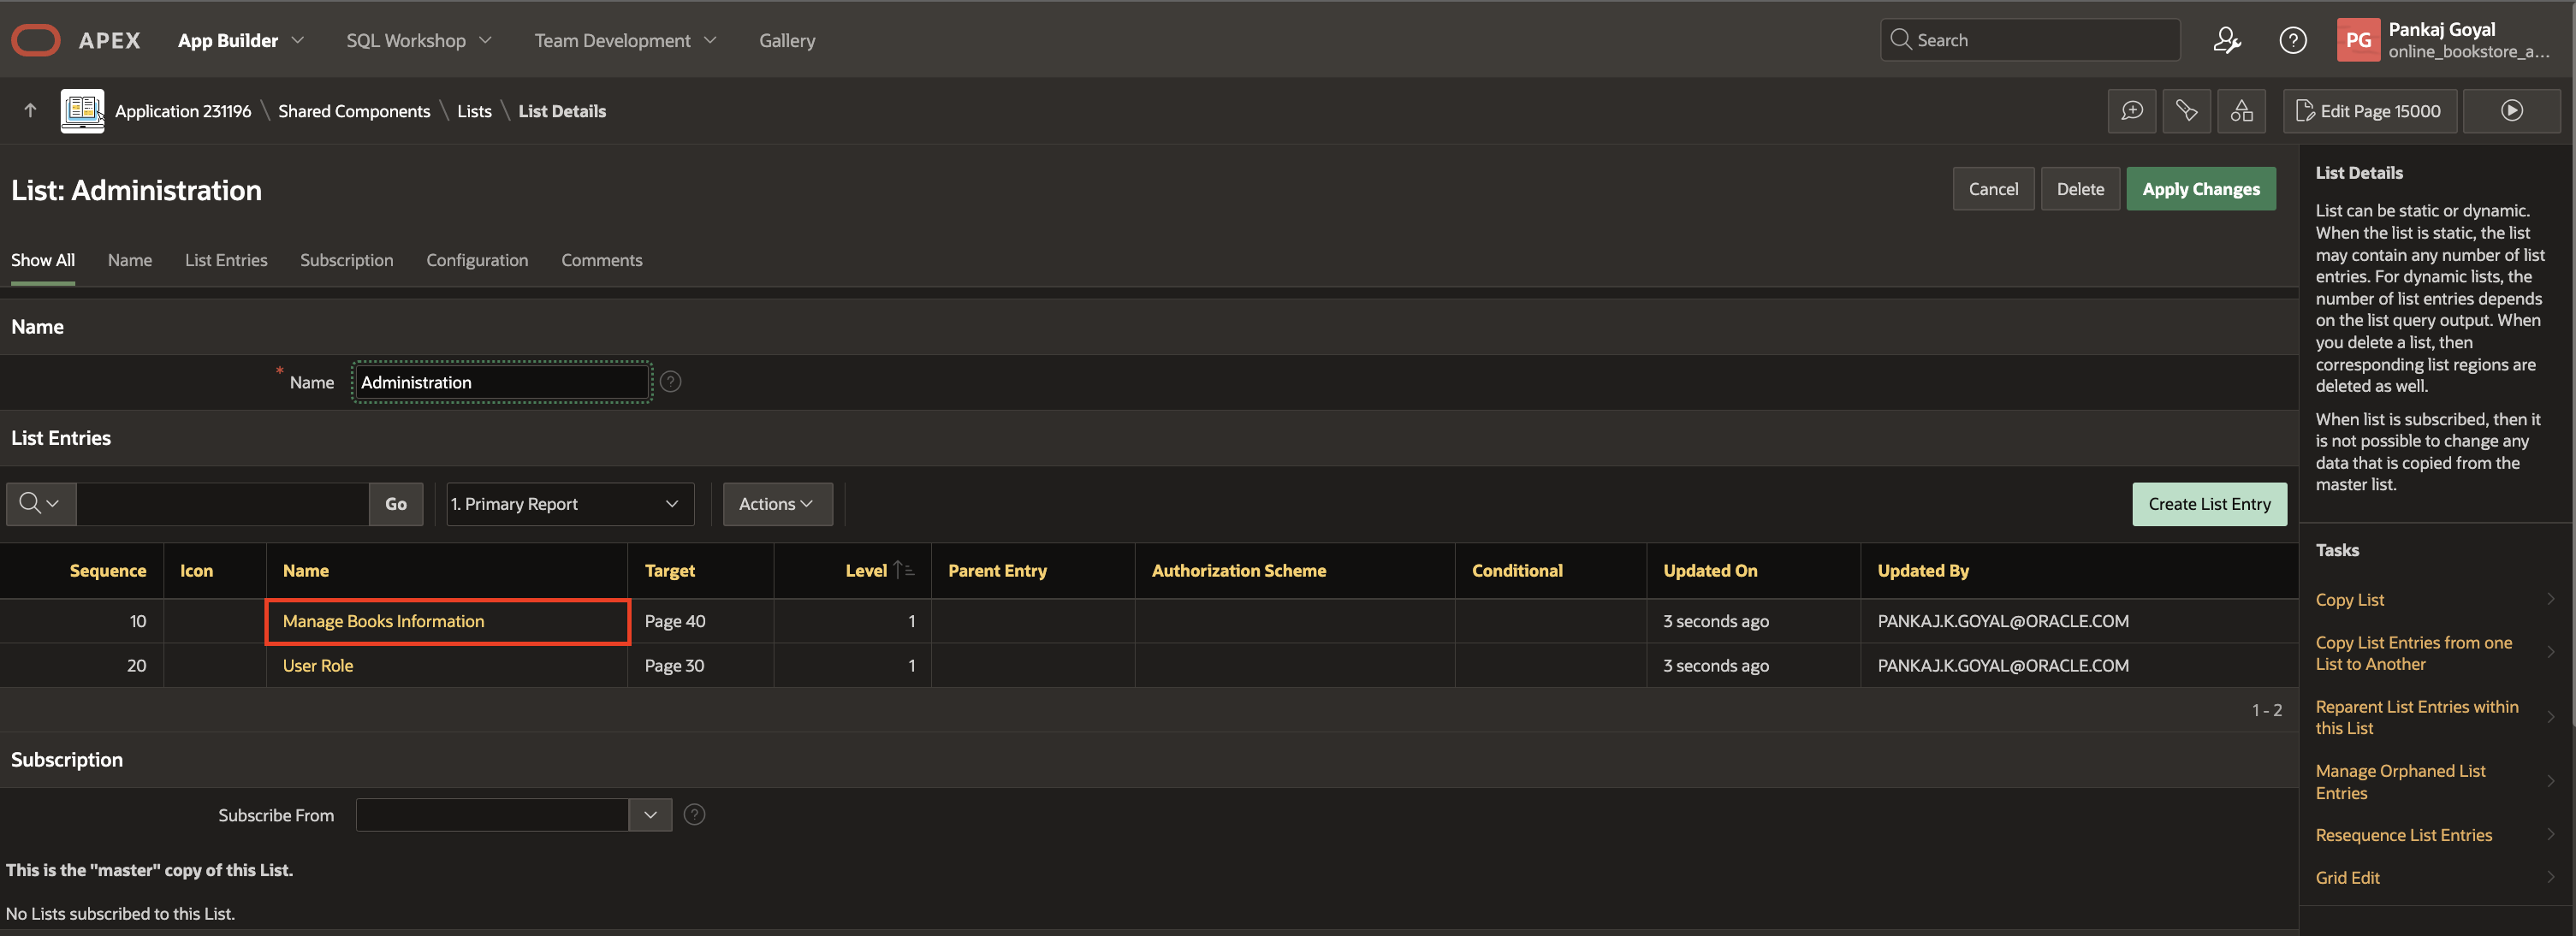 APEX App Builder SQL Workshop Team Development Gallery Search PG Pankaj Goyal
online_bookstore_a...
Application 231196 \ Shared Components \ Lists \ List Details Edit Page 15000
List: Administration Cancel Delete Apply Changes
Show All Name List Entries Subscription Configuration Comments
Name
* Name Administration ?
List Entries
Go 1. Primary Report Actions Create List Entry
Sequence Icon Name Target Level Parent Entry Authorization Scheme Conditional Updated On Updated By
10 Manage Books Information Page 40 1 3 seconds ago PANKAJ.K.GOYAL@ORACLE.COM
20 User Role Page 30 1 3 seconds ago PANKAJ.K.GOYAL@ORACLE.COM
1 - 2
Subscription
Subscribe From ?
This is the "master" copy of this List.
No Lists subscribed to this List.
List Details
List can be static or dynamic.
When the list is static, the list
may contain any number of list
entries. For dynamic lists, the
number of list entries depends
on the list query output. When
you delete a list, then
corresponding list regions are
deleted as well.
When list is subscribed, then it
is not possible to change any
data that is copied from the
master list.
Tasks
Copy List
Copy List Entries from one
List to Another
Reparent List Entries within
this List
Manage Orphaned List
Entries
Resequence List Entries
Grid Edit